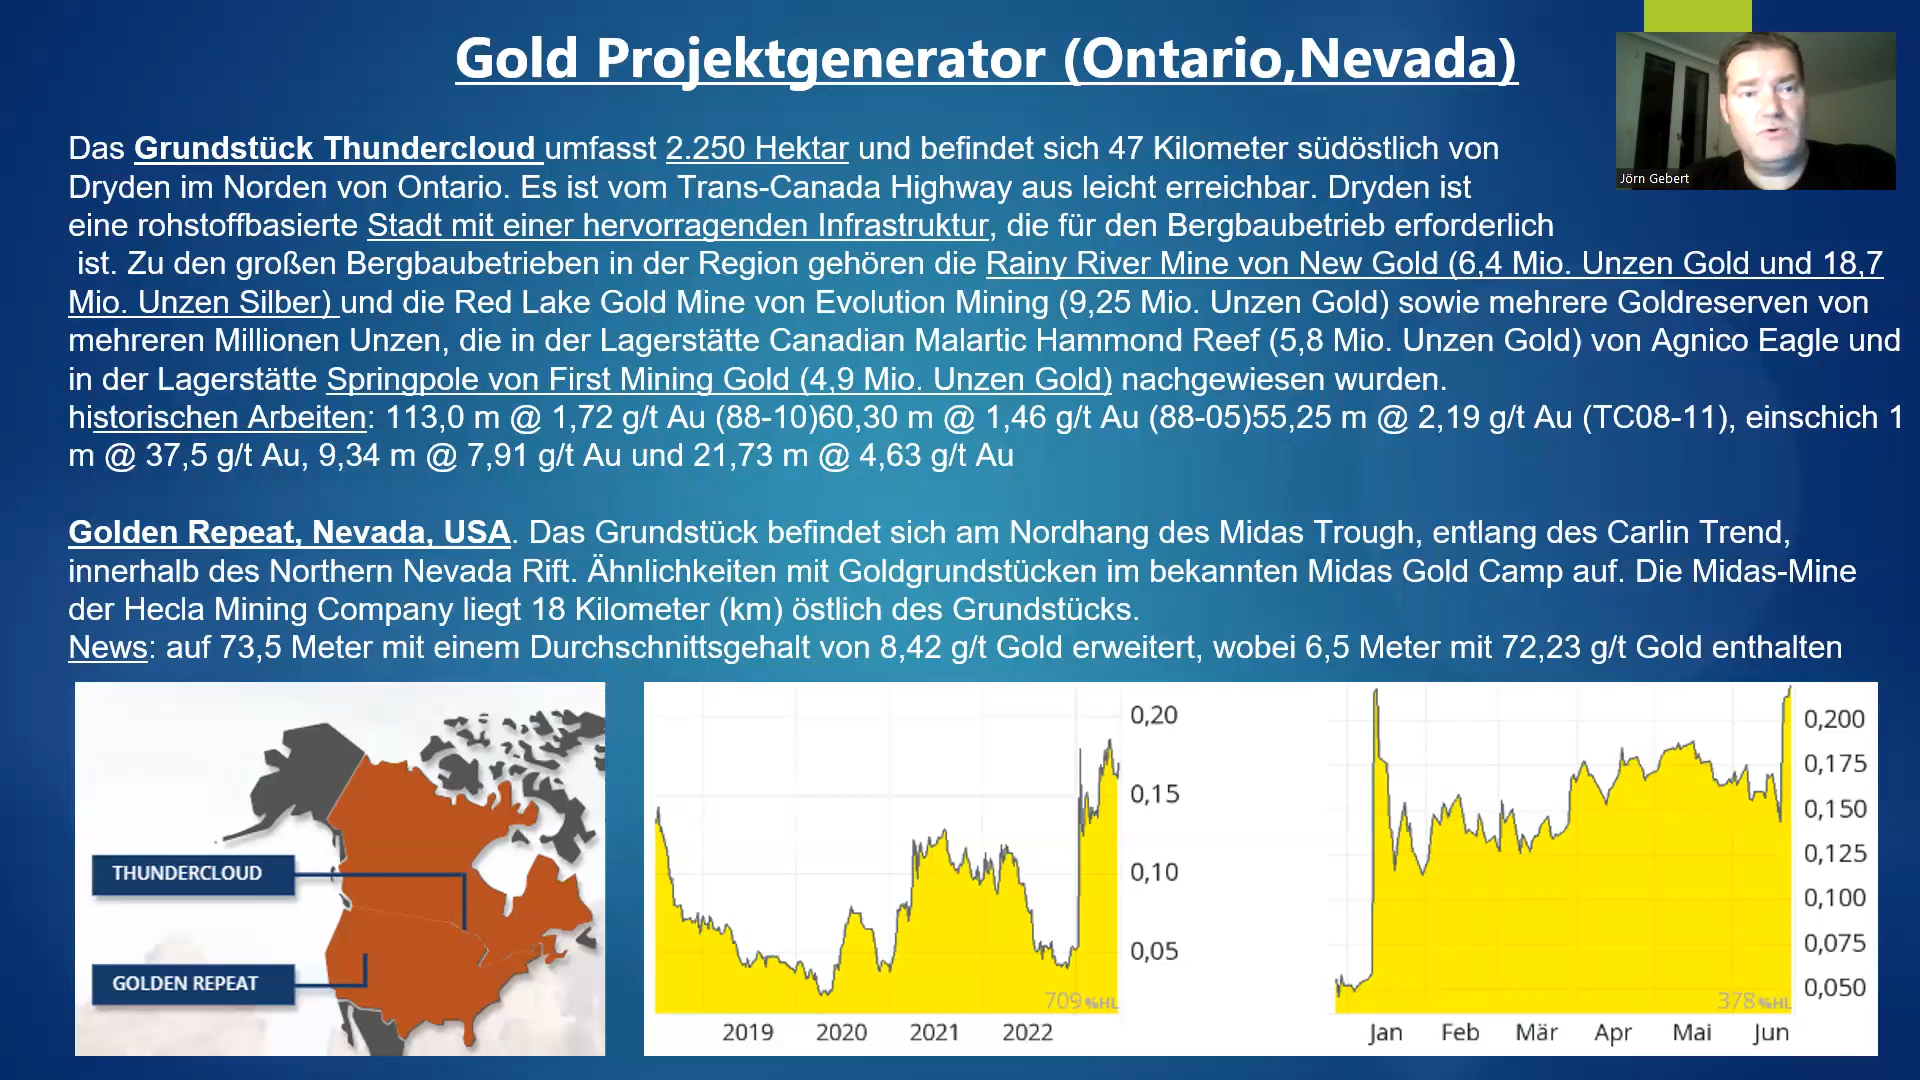 Gold Projektgenerator (Ontario,Nevada)
Jörn Gebert
Das Grundstück Thundercloud umfasst 2.250 Hektar und befindet sich 47 Kilometer südöstlich von
Dryden im Norden von Ontario. Es ist vom Trans-Canada Highway aus leicht erreichbar. Dryden ist
eine rohstoffbasierte Stadt mit einer hervorragenden Infrastruktur, die für den Bergbaubetrieb erforderlich
ist. Zu den großen Bergbaubetrieben in der Region gehören die Rainy River Mine von New Gold (6,4 Mio. Unzen Gold und 18,7
Mio. Unzen Silber) und die Red Lake Gold Mine von Evolution Mining (9,25 Mio. Unzen Gold) sowie mehrere Goldreserven von
mehreren Millionen Unzen, die in der Lagerstätte Canadian Malartic Hammond Reef (5,8 Mio. Unzen Gold) von Agnico Eagle und
in der Lagerstätte Springpole von First Mining Gold (4,9 Mio. Unzen Gold) nachgewiesen wurden.
historischen Arbeiten: 113,0 m @ 1,72 g/t Au (88-10)60,30 m @ 1,46 g/t Au (88-05)55,25 m @ 2,19 g/t Au (TC08-11), einschich 1
m @ 37,5 g/t Au, 9,34 m @ 7,91 g/t Au und 21,73 m @ 4,63 g/t Au
Golden Repeat, Nevada, USA. Das Grundstück befindet sich am Nordhang des Midas Trough, entlang des Carlin Trend,
innerhalb des Northern Nevada Rift. Ähnlichkeiten mit Goldgrundstücken im bekannten Midas Gold Camp auf. Die Midas-Mine
der Hecla Mining Company liegt 18 Kilometer (km) östlich des Grundstücks.
News: auf 73,5 Meter mit einem Durchschnittsgehalt von 8,42 g/t Gold erweitert, wobei 6,5 Meter mit 72,23 g/t Gold enthalten
THUNDERCLOUD
GOLDEN REPEAT
0,20
0,15
0,10
0,05
709%HL
2019 2020 2021 2022
0,200
0,175
0,150
0,125
0,100
0,075
0,050
378%HL
Jan Feb Mär Apr Mai Jun